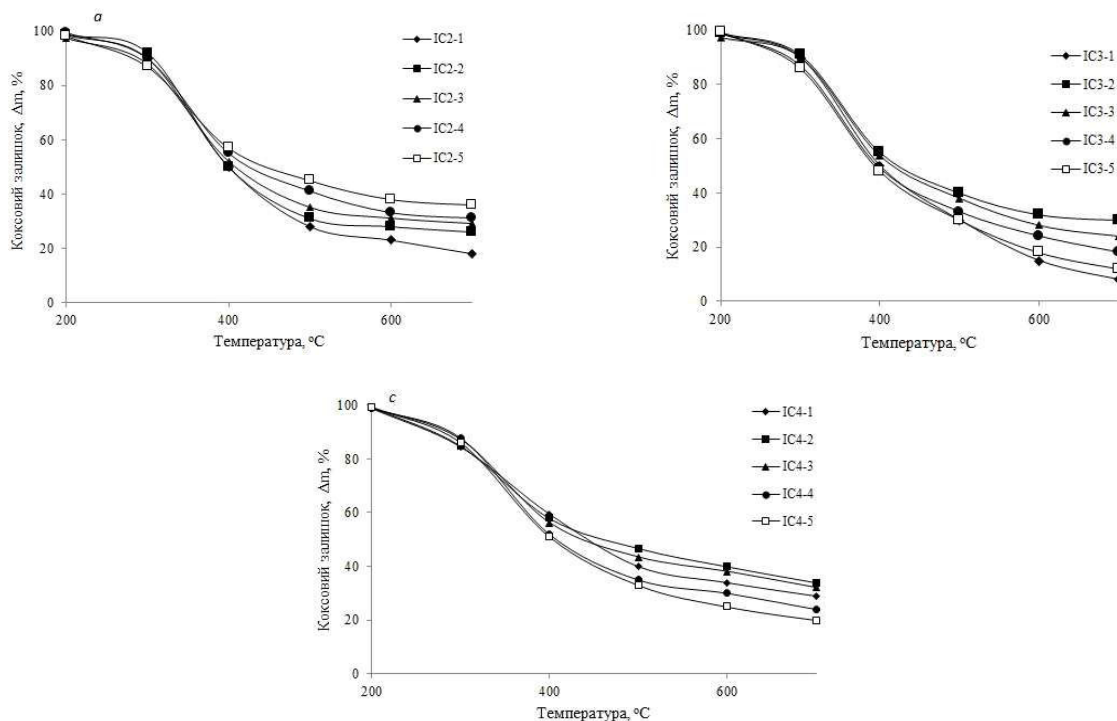 a
100
80
60
40
20
0
200
400
600
Коксовий залишок, Δm, %
Температура, °C
IC2-1
IC2-2
IC2-3
IC2-4
IC2-5
100
80
60
40
20
0
200
400
600
Коксовий залишок, Δm, %
Температура, °C
IC3-1
IC3-2
IC3-3
IC3-4
IC3-5
c
100
80
60
40
20
0
200
400
600
Коксовий залишок, Δm, %
Температура, °C
IC4-1
IC4-2
IC4-3
IC4-4
IC4-5